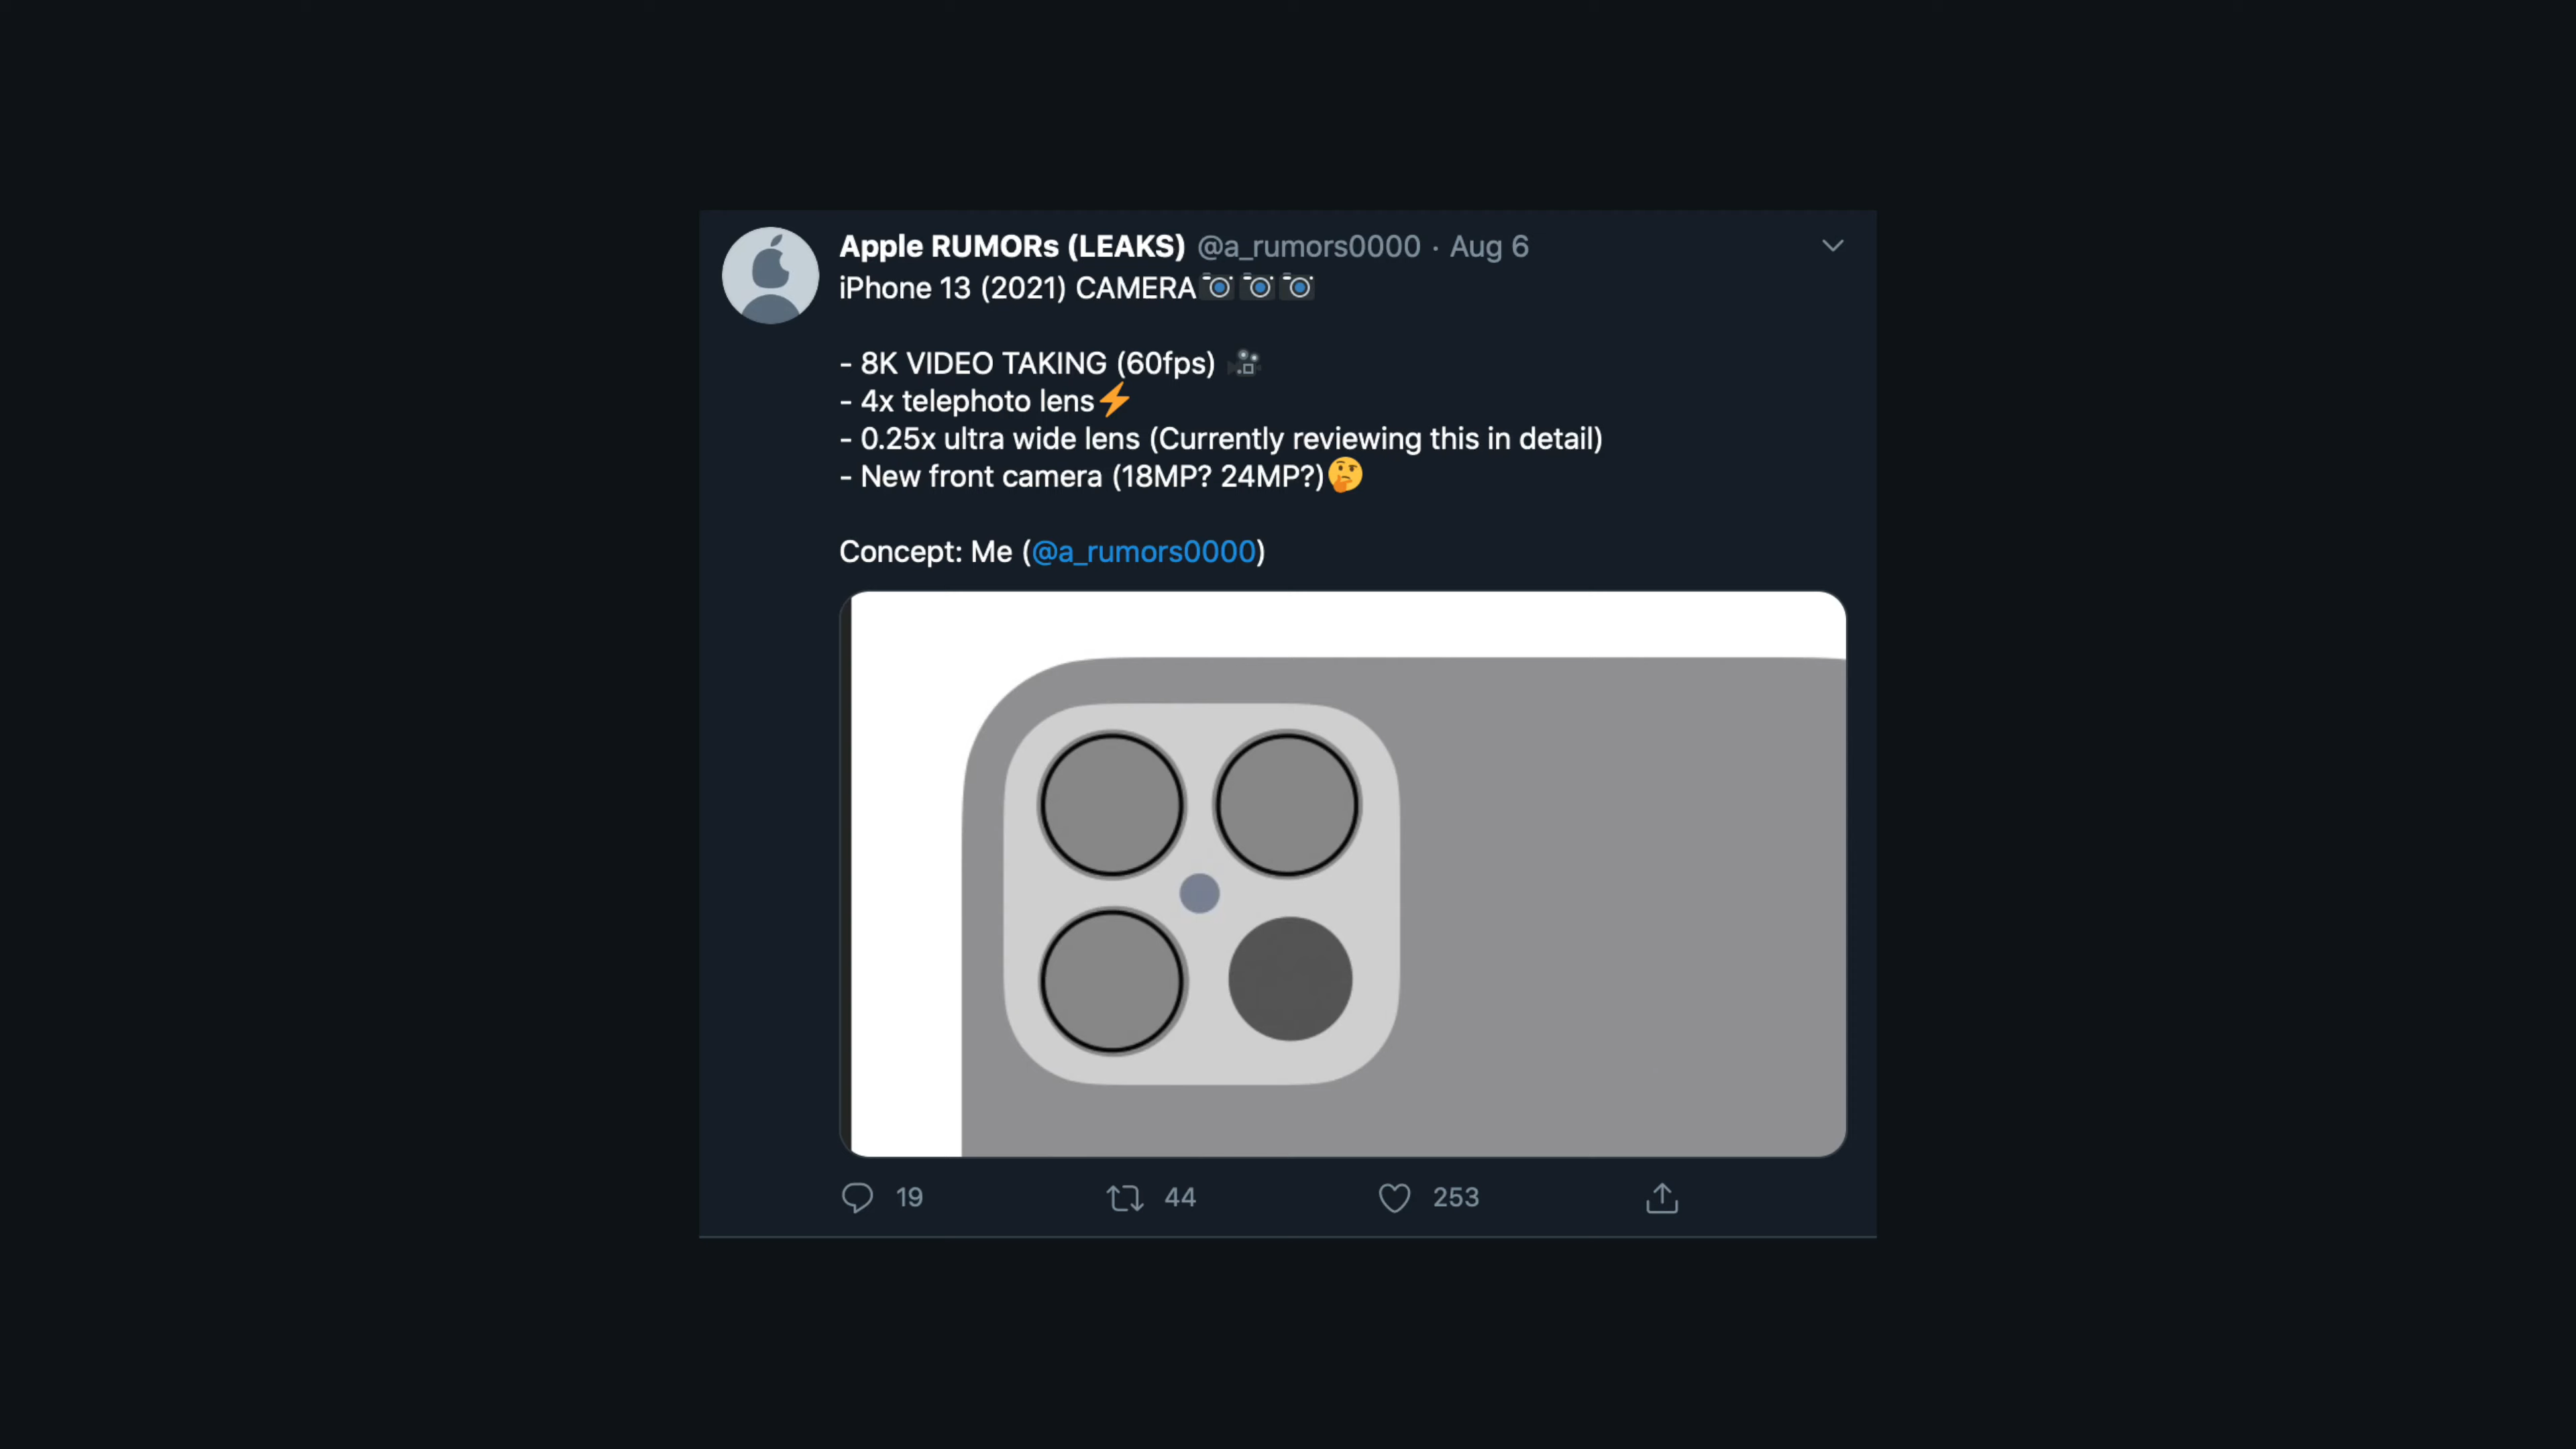 Apple RUMORs (LEAKS) @a_rumors0000 · Aug 6
iPhone 13 (2021) CAMERA📷📷📷
- 8K VIDEO TAKING (60fps) 🎥
- 4x telephoto lens⚡
- 0.25x ultra wide lens (Currently reviewing this in detail)
- New front camera (18MP? 24MP?)🤔
Concept: Me (@a_rumors0000)
19 44 253